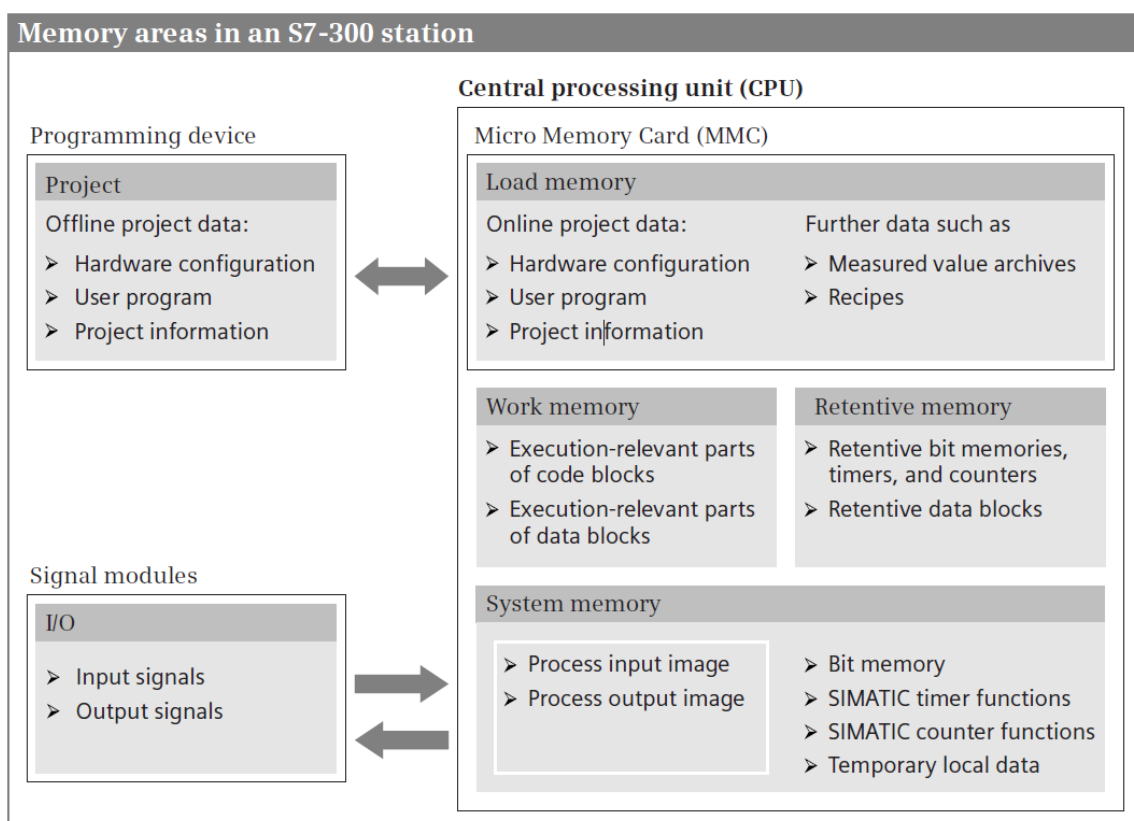 Memory areas in an S7-300 station
Central processing unit (CPU)
Programming device
Project
Offline project data:
➢ Hardware configuration
➢ User program
➢ Project information
Micro Memory Card (MMC)
Load memory
Online project data:
➢ Hardware configuration
➢ User program
➢ Project information
Further data such as
➢ Measured value archives
➢ Recipes
Work memory
➢ Execution-relevant parts
of code blocks
➢ Execution-relevant parts
of data blocks
Retentive memory
➢ Retentive bit memories,
timers, and counters
➢ Retentive data blocks
Signal modules
I/O
➢ Input signals
➢ Output signals
System memory
➢ Process input image
➢ Process output image
➢ Bit memory
➢ SIMATIC timer functions
➢ SIMATIC counter functions
➢ Temporary local data